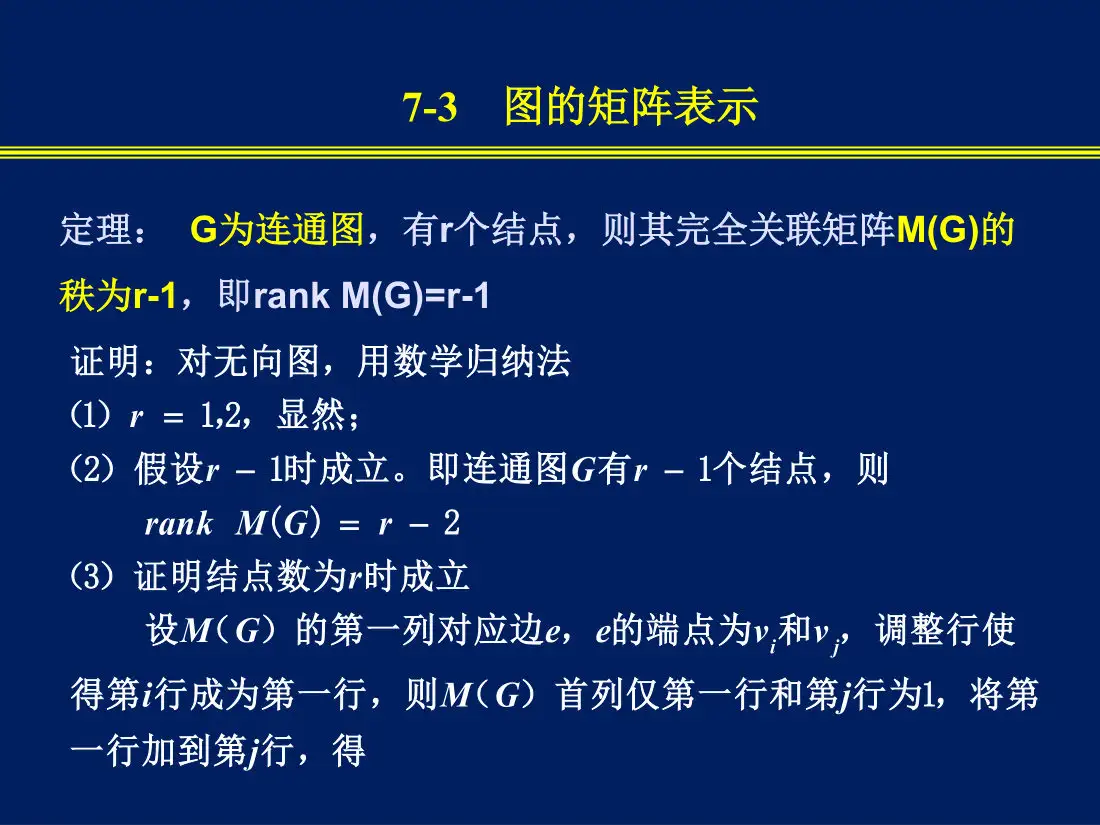 7-3 图的矩阵表示
定理： G为连通图，有r个结点，则其完全关联矩阵M(G)的
秩为r-1，即rank M(G)=r-1
证明：对无向图，用数学归纳法
（1）r = 1,2，显然；
（2）假设r − 1时成立。即连通图G有r − 1个结点，则
rank M(G) = r − 2
（3）证明结点数为r时成立
设M（G）的第一列对应边e，e的端点为vi和vj，调整行使
得第i行成为第一行，则M（G）首列仅第一行和第j行为1，将第
一行加到第j行，得